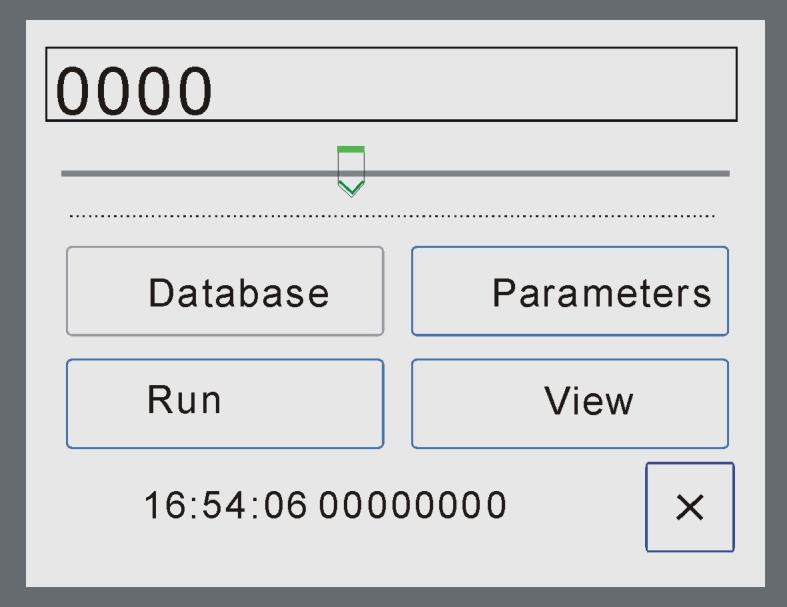 0000
Database
Parameters
Run
View
16:54:06 00000000
×